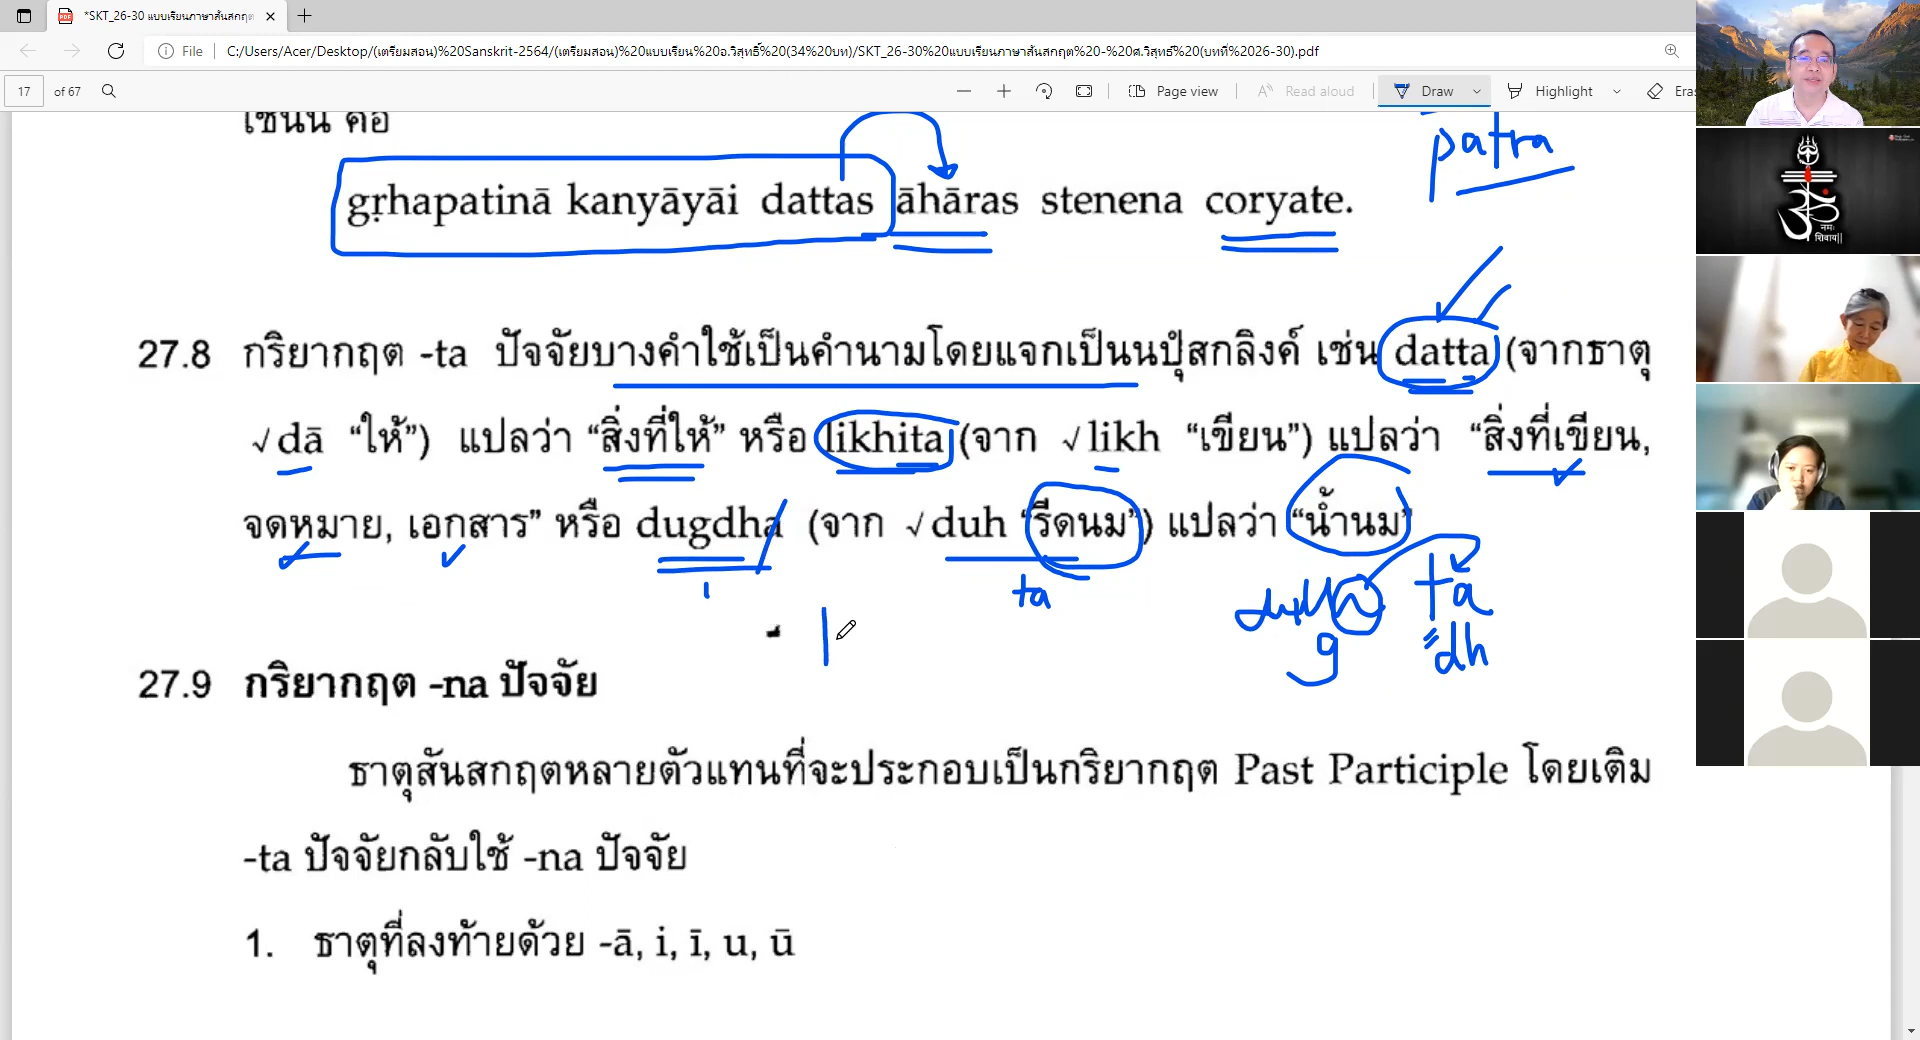 *SKT_26-30 แบบเรียนภาษาสันสกฤต
File C:/Users/Acer/Desktop/(เตรียมสอน)%20Sanskrit-2564/(เตรียมสอน)%20แบบเรียน%20อ.วิสุทธิ์%20(34%20บท)/SKT_26-30%20แบบเรียนภาษาสันสกฤต%20-%20ศ.วิสุทธ์%20(บทที่%2026-30).pdf
17 of 67 Page view Read aloud Draw Highlight Eras
เช่นนี้ คือ
patra
gṛhapatinā kanyāyāi dattas āhāras stenena coryate.
27.8 กริยากฤต -ta ปัจจัยบางคำใช้เป็นคำนามโดยแจกเป็นนปุํสกลิงค์ เช่น datta (จากธาตุ
√dā “ให้”) แปลว่า “สิ่งที่ให้” หรือ likhita (จาก √likh “เขียน”) แปลว่า “สิ่งที่เขียน,
จดหมาย, เอกสาร” หรือ dugdha (จาก √duh “รีดนม”) แปลว่า “น้ำนม”
ta ta
g dh
27.9 กริยากฤต -na ปัจจัย
ธาตุสันสกฤตหลายตัวแทนที่จะประกอบเป็นกริยากฤต Past Participle โดยเติม
-ta ปัจจัยกลับใช้ -na ปัจจัย
1. ธาตุที่ลงท้ายด้วย -ā, i, ī, u, ū
नमः
शिवाय||